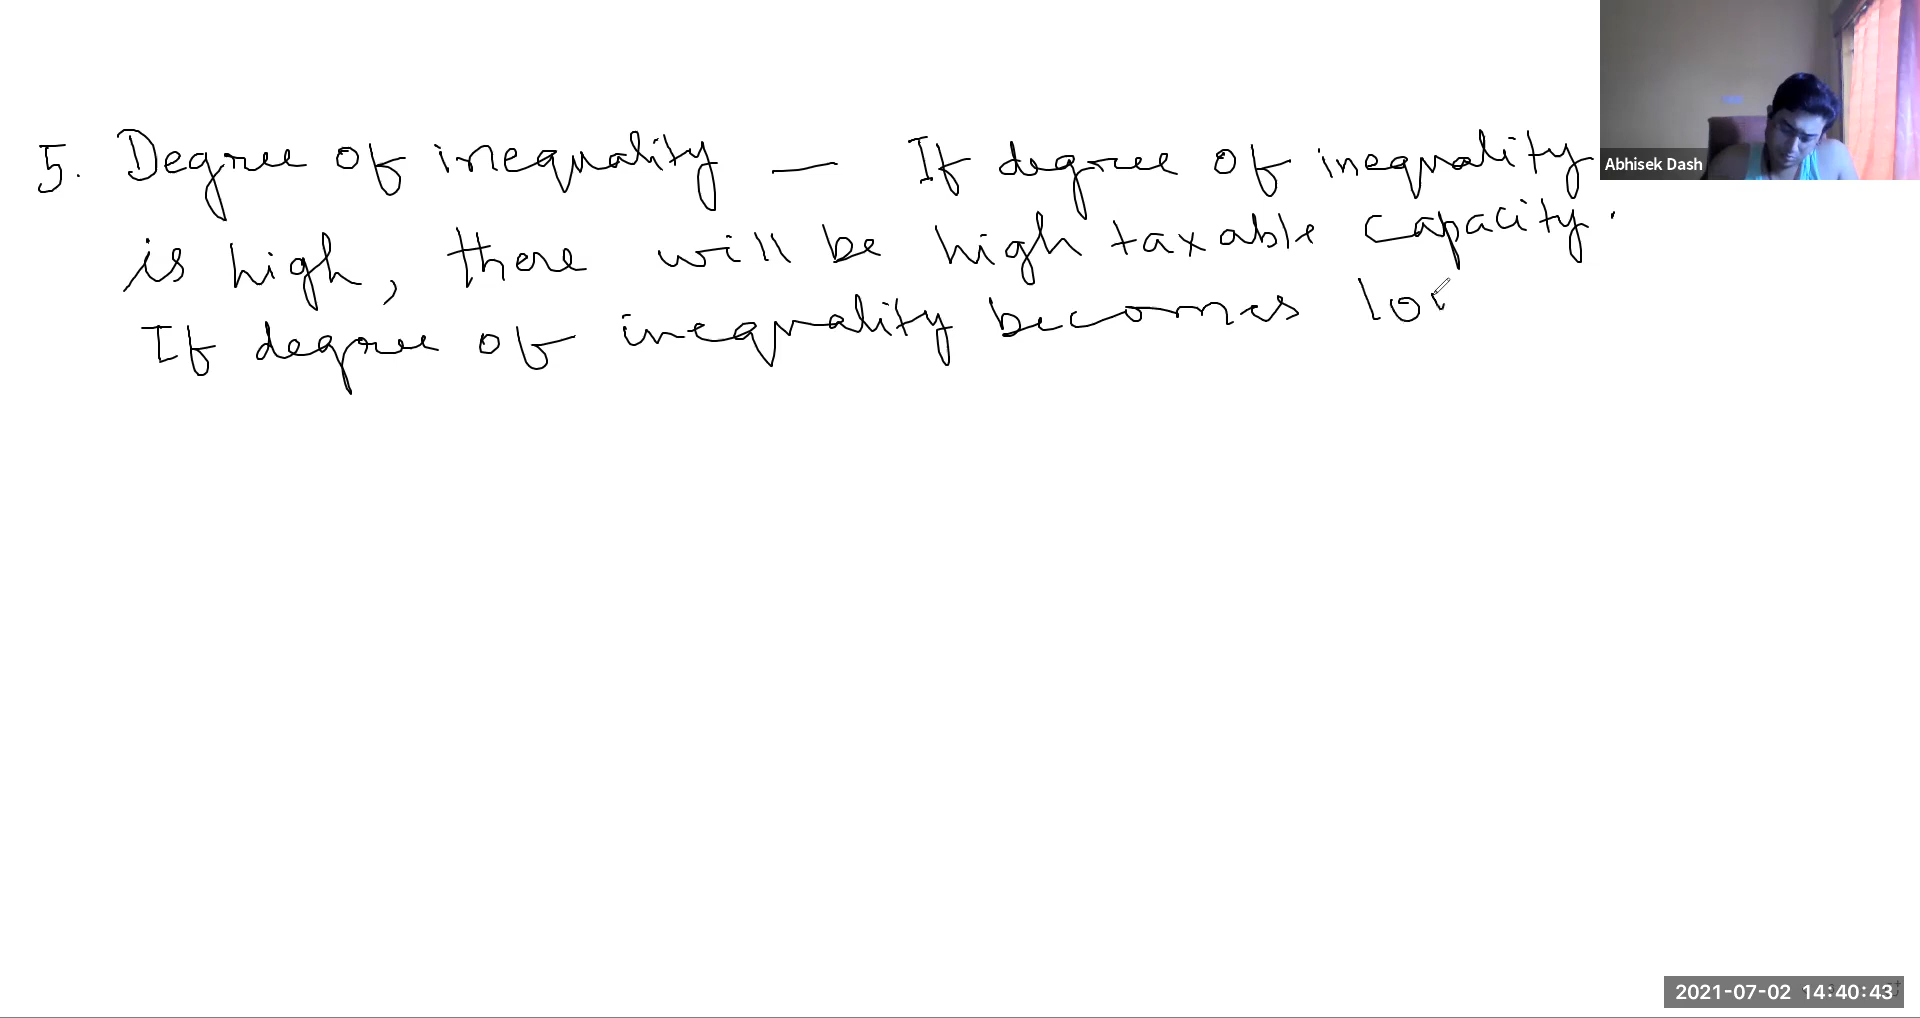 5. Degree of inequality — If degree of inequality
is high, there will be high taxable capacity.
If degree of inequality becomes
Abhisek Dash
2021-07-02 14:40:43